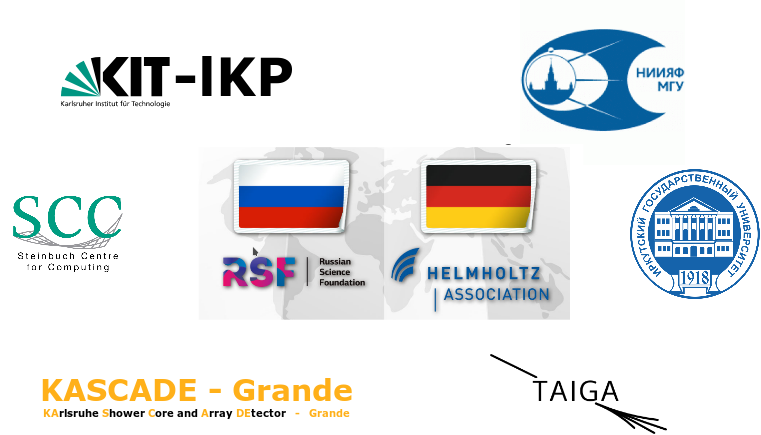 KIT-IKP
Karlsruher Institut für Technologie
НИИЯФ
МГУ
SCC
Steinbuch Centre
for Computing
RSF
Russian
Science
Foundation
HELMHOLTZ
ASSOCIATION
ИРКУТСКИЙ ГОСУДАРСТВЕННЫЙ УНИВЕРСИТЕТ
1918
KASCADE - Grande
KArlsruhe Shower Core and Array DEtector - Grande
TAIGA